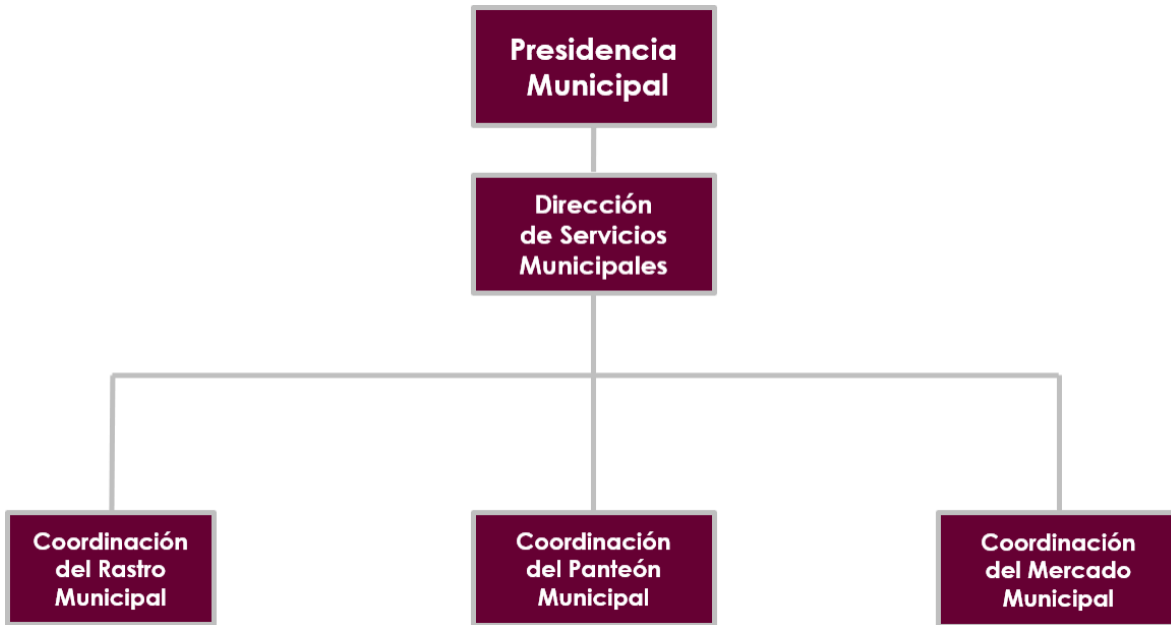 Presidencia
Municipal
Dirección
de Servicios
Municipales
Coordinación
del Rastro
Municipal
Coordinación
del Panteón
Municipal
Coordinación
del Mercado
Municipal